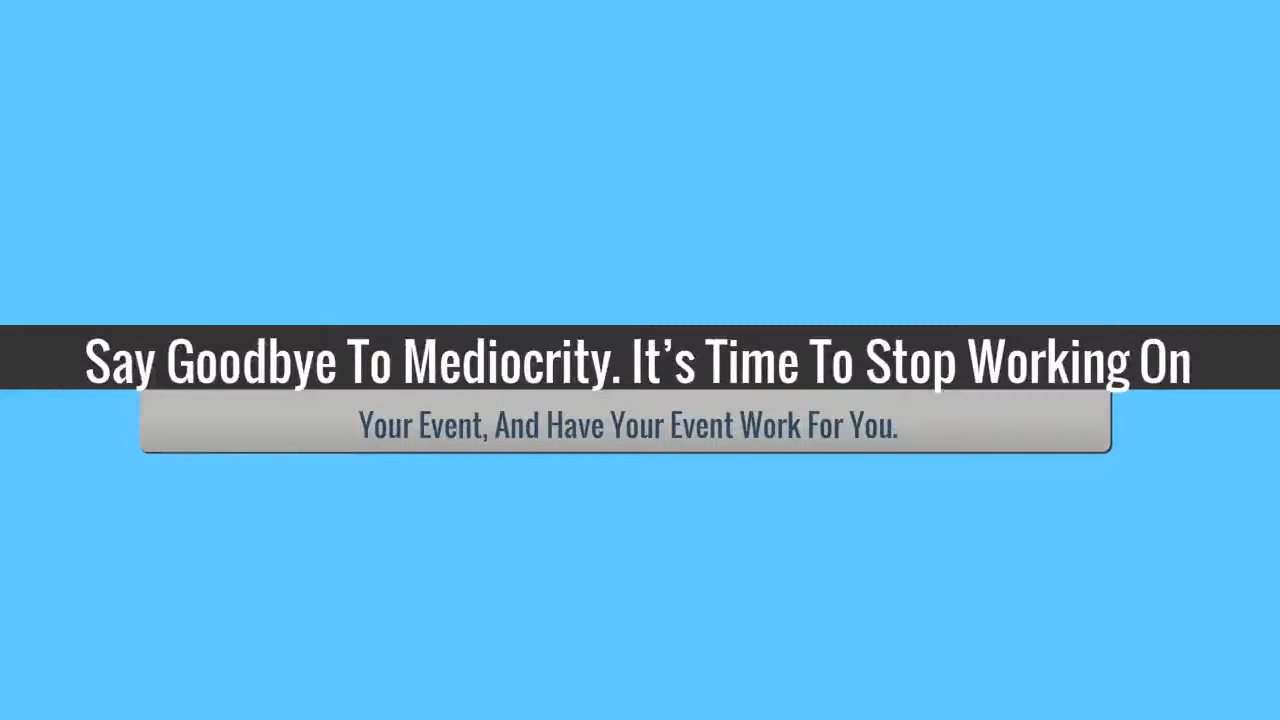 Say Goodbye To Mediocrity. It’s Time To Stop Working On
Your Event, And Have Your Event Work For You.